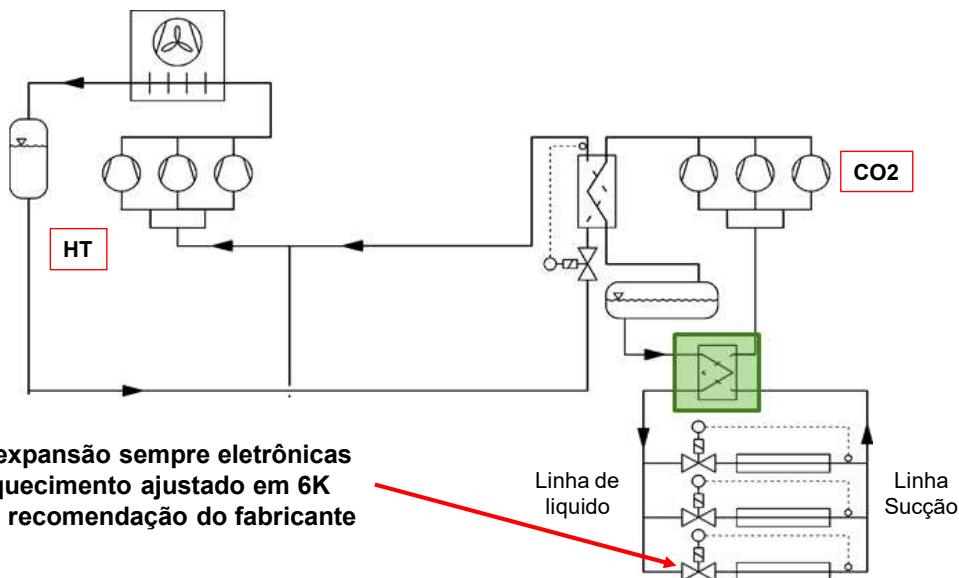 CO2
HT
expansão sempre eletrônicas
quecimento ajustado em 6K
recomendação do fabricante
Linha de
liquido
Linha
Sucção